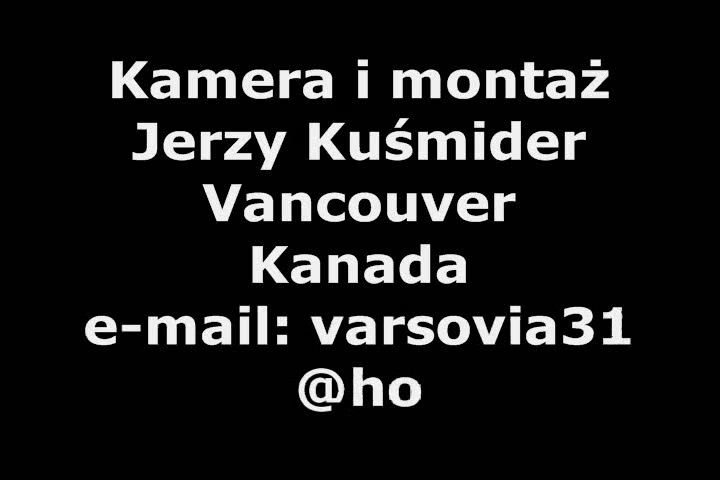 Kamera i montaż
Jerzy Kuśmider
Vancouver
Kanada
e-mail: varsovia31
@ho